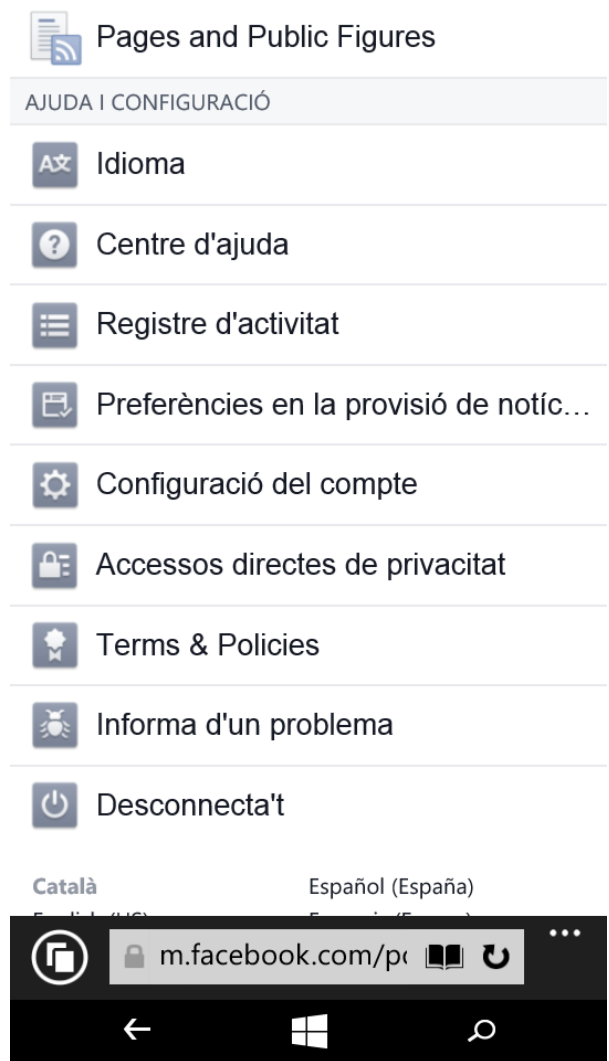 Pages and Public Figures
AJUDA I CONFIGURACIÓ
Idioma
Centre d'ajuda
Registre d'activitat
Preferències en la provisió de notíc...
Configuració del compte
Accessos directes de privacitat
Terms & Policies
Informa d'un problema
Desconnecta't
Català Español (España)
m.facebook.com/po